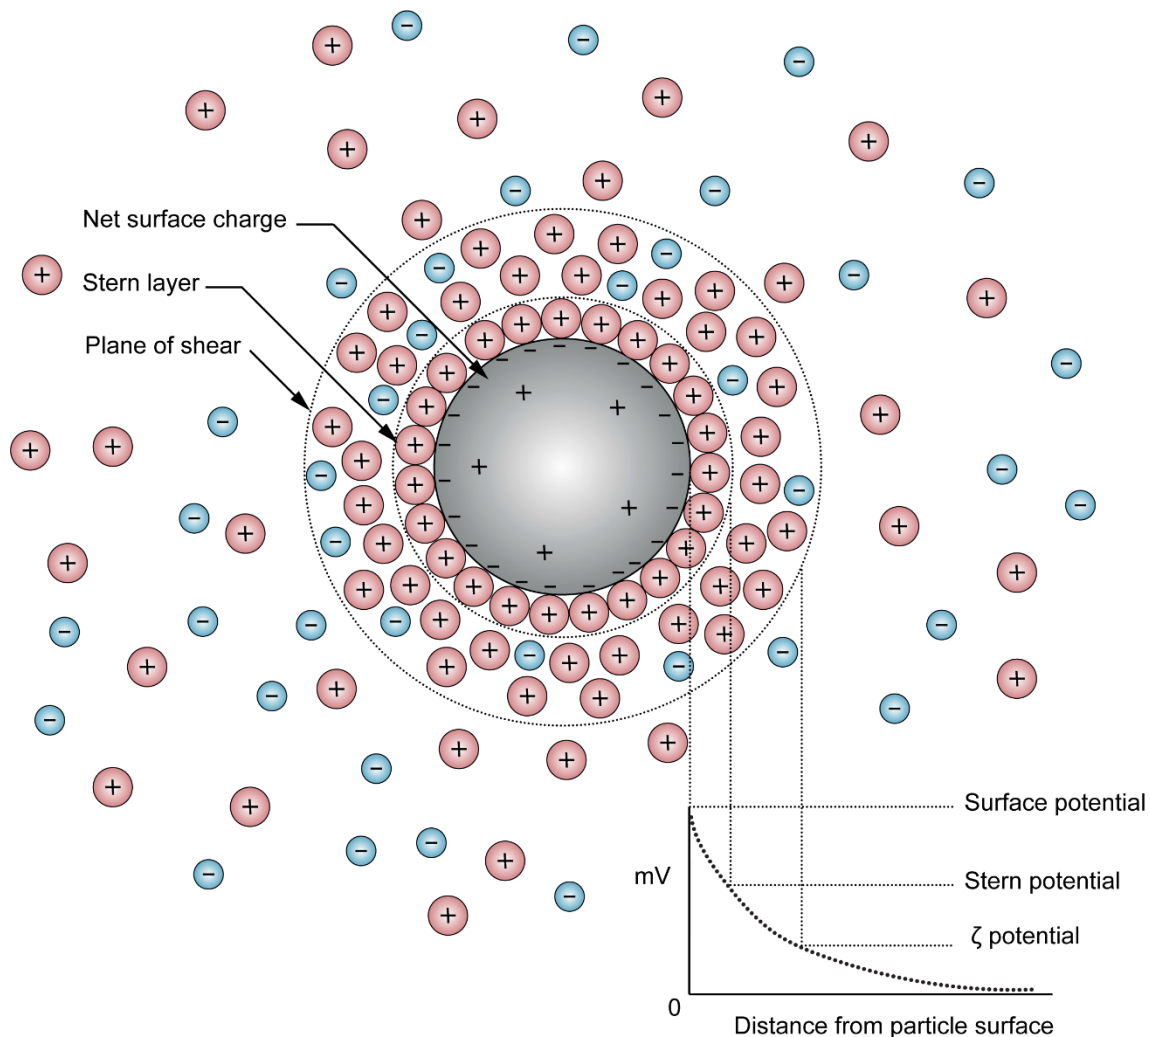 Net surface charge
Stern layer
Plane of shear
Surface potential
mV
Stern potential
ζ potential
0
Distance from particle surface